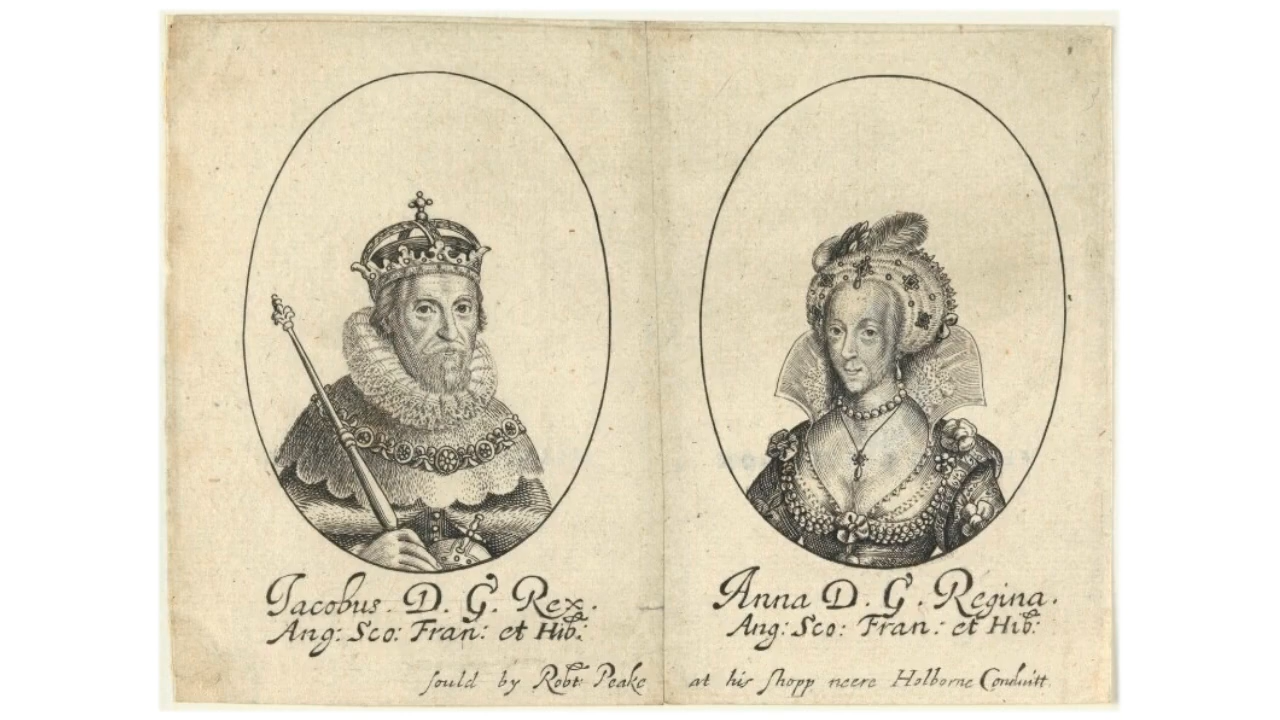 Jacobus. D. G. Rex.
Ang: Sco: Fran: et Hib:
Anna D. G. Regina.
Ang: Sco: Fran: et Hib:
sould by Robt: Peake at his shopp neere Holborne Conduitt